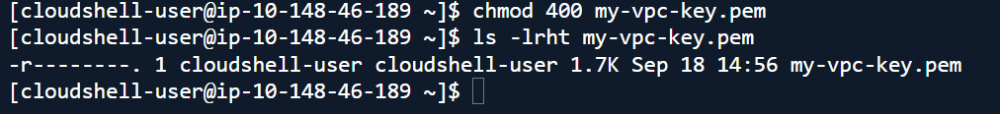 [cloudshell-user@ip-10-148-46-189 ~]$ chmod 400 my-vpc-key.pem
[cloudshell-user@ip-10-148-46-189 ~]$ ls -lrht my-vpc-key.pem
-r--------. 1 cloudshell-user cloudshell-user 1.7K Sep 18 14:56 my-vpc-key.pem
[cloudshell-user@ip-10-148-46-189 ~]$